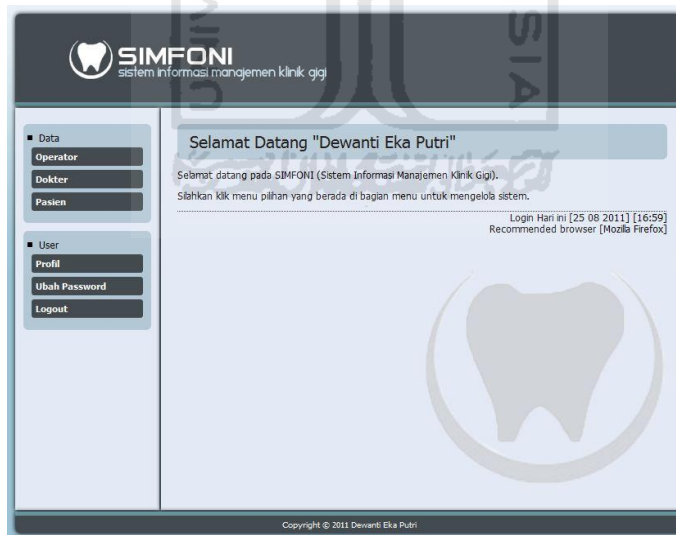 SIMFONI
sistem informasi manajemen klinik gigi
Data
Operator
Dokter
Pasien
User
Profil
Ubah Password
Logout
Selamat Datang "Dewanti Eka Putri"
Selamat datang pada SIMFONI (Sistem Informasi Manajemen Klinik Gigi).
Silahkan klik menu pilihan yang berada di bagian menu untuk mengelola sistem.
Login Hari ini [25 08 2011] [16:59]
Recommended browser [Mozilla Firefox]
Copyright © 2011 Dewanti Eka Putri